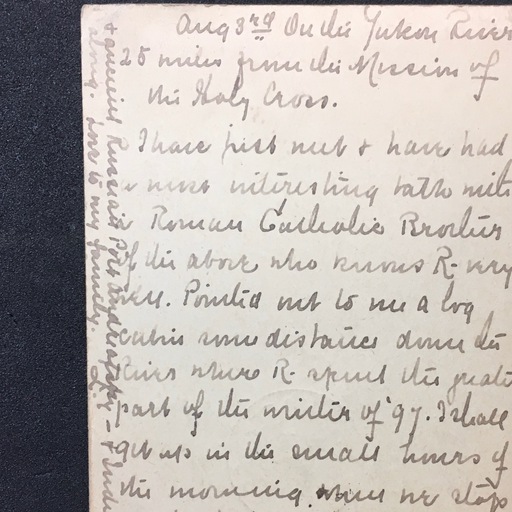 Aug 3rd On the Yukon River
25 miles from the Mission of
the Holy Cross.
I have just met & have had
a most interesting talk with
a Roman Catholic Brother
of the above who knows R. very
well. Pointed out to me a log
cabin some distance down the
River where R. spent the greater
part of the winter of '97. I shall
get up in the small hours of
the morning when we stop
& ancient Russian Post
along. Love to my family.